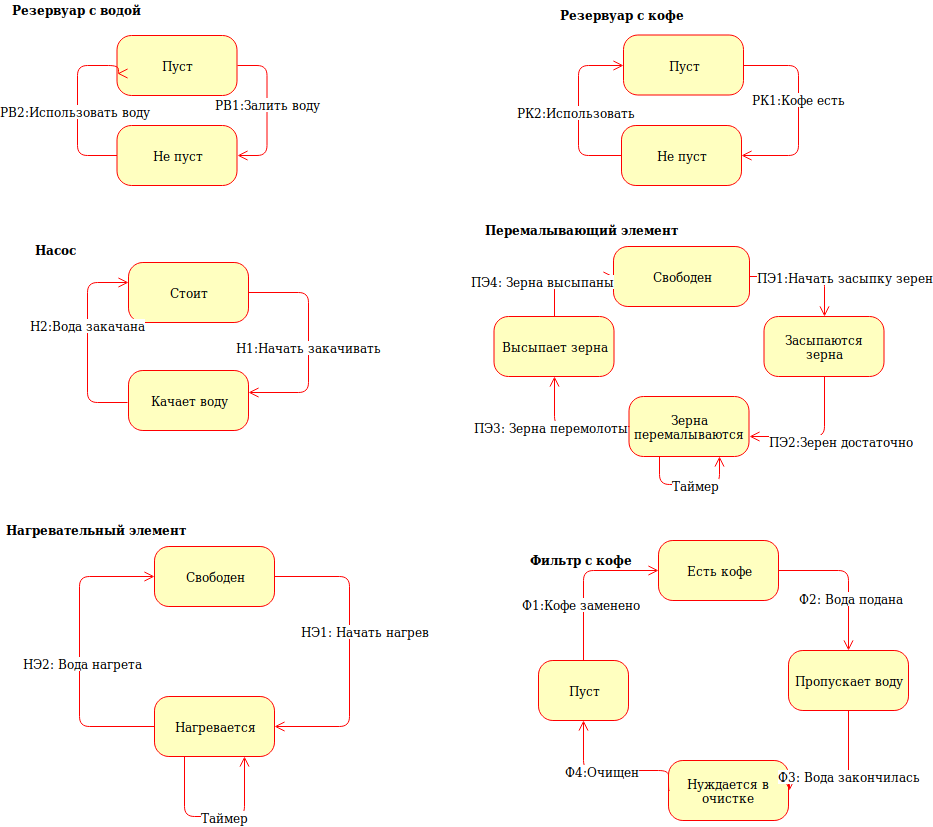 Резервуар с водой
Пуст
РВ1:Залить воду
РВ2:Использовать воду
Не пуст
Резервуар с кофе
Пуст
РК1:Кофе есть
РК2:Использовать
Не пуст
Насос
Стоит
Н2:Вода закачана
Н1:Начать закачивать
Качает воду
Перемалывающий элемент
Свободен
ПЭ4: Зерна высыпаны
ПЭ1:Начать засыпку зерен
Высыпает зерна
Засыпаются
зерна
Зерна
перемалываются
ПЭ3: Зерна перемолоты
ПЭ2:Зерен достаточно
Таймер
Нагревательный элемент
Свободен
НЭ1: Начать нагрев
НЭ2: Вода нагрета
Нагревается
Таймер
Фильтр с кофе
Есть кофе
Ф1:Кофе заменено
Ф2: Вода подана
Пуст
Пропускает воду
Ф4:Очищен
Нуждается в
очистке
Ф3: Вода закончилась